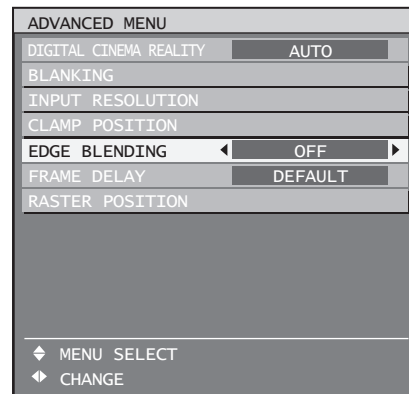 ADVANCED MENU
DIGITAL CINEMA REALITY AUTO
BLANKING
INPUT RESOLUTION
CLAMP POSITION
EDGE BLENDING OFF
FRAME DELAY DEFAULT
RASTER POSITION
MENU SELECT
CHANGE